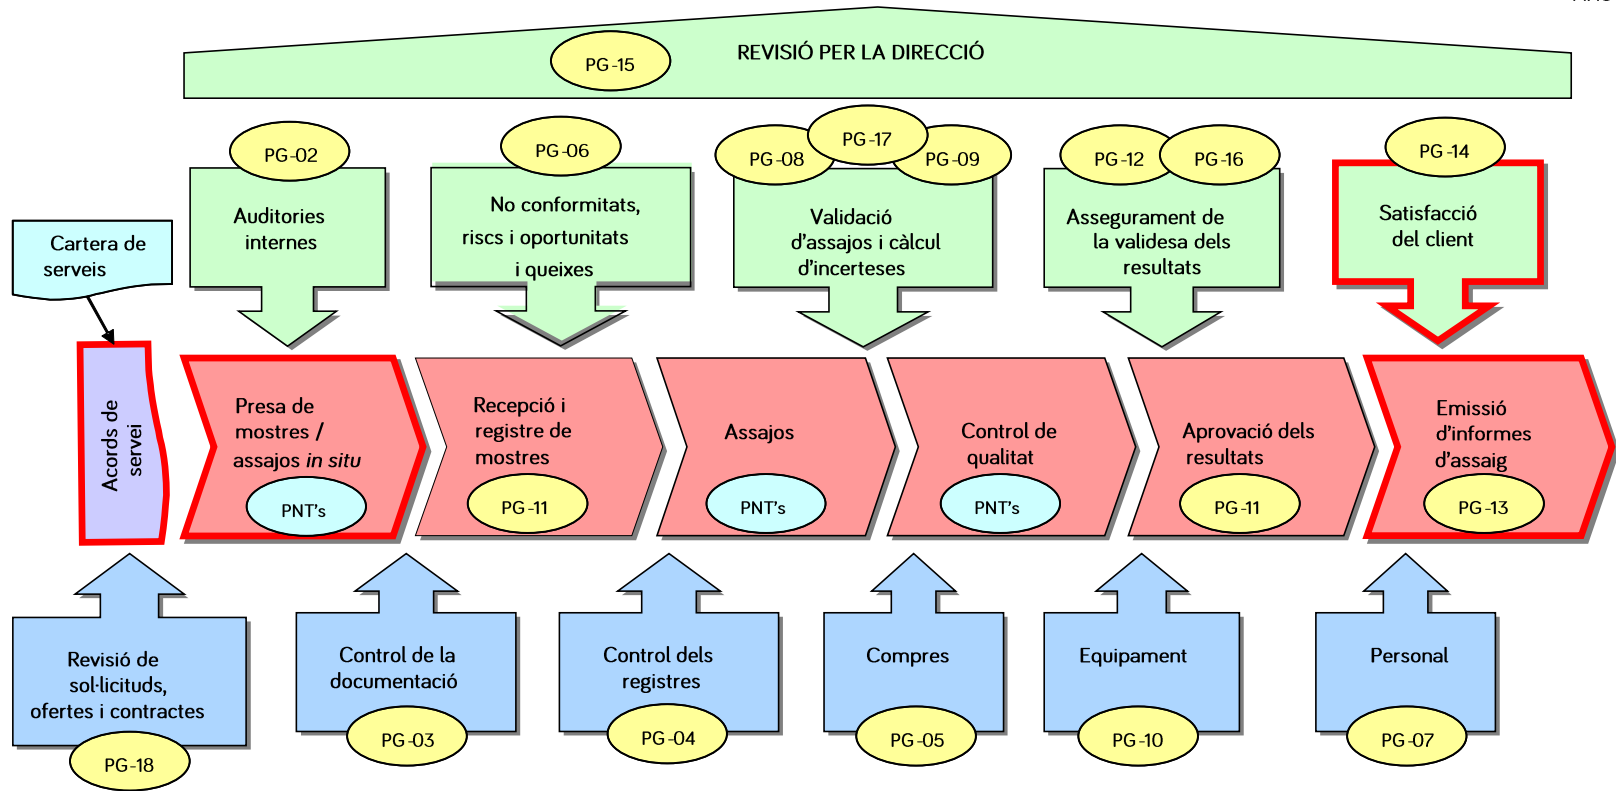 REVISIÓ PER LA DIRECCIÓ
PG-15
PG-02
PG-06
PG-08
PG-17
PG-09
PG-12
PG-16
PG-14
Auditories
internes
No conformitats,
riscs i oportunitats
i queixes
Validació
d'assajos i càlcul
d'incerteses
Assegurament de
la validesa dels
resultats
Satisfacció
del client
Cartera de
serveis
Acords de
servei
Presa de
mostres /
assajos in situ
PNT's
Recepció i
registre de
mostres
PG-11
Assajos
PNT's
Control de
qualitat
PNT's
Aprovació dels
resultats
PG-11
Emissió
d'informes
d'assaig
PG-13
Revisió de
sol·licituds,
ofertes i contractes
PG-18
Control de la
documentació
PG-03
Control dels
registres
PG-04
Compres
PG-05
Equipament
PG-10
Personal
PG-07